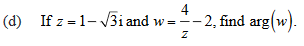 (d) If z = 1 − √3i and w = 4/z − 2, find arg(w).